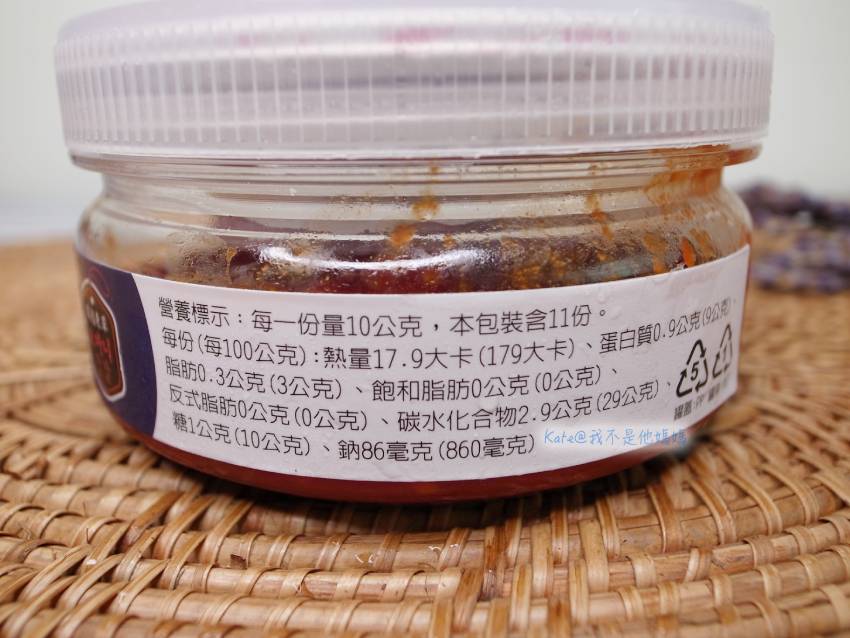 營養標示：每一份量10公克，本包裝含11份。
每份(每100公克):熱量17.9大卡(179大卡)、蛋白質0.9公克(9公克)、
脂肪0.3公克(3公克)、飽和脂肪0公克(0公克)、
反式脂肪0公克(0公克)、碳水化合物2.9公克(29公克)、
糖1公克(10公克)、鈉86毫克(860毫克)
5
1
罐蓋:PP
Kate@我不是他媽媽